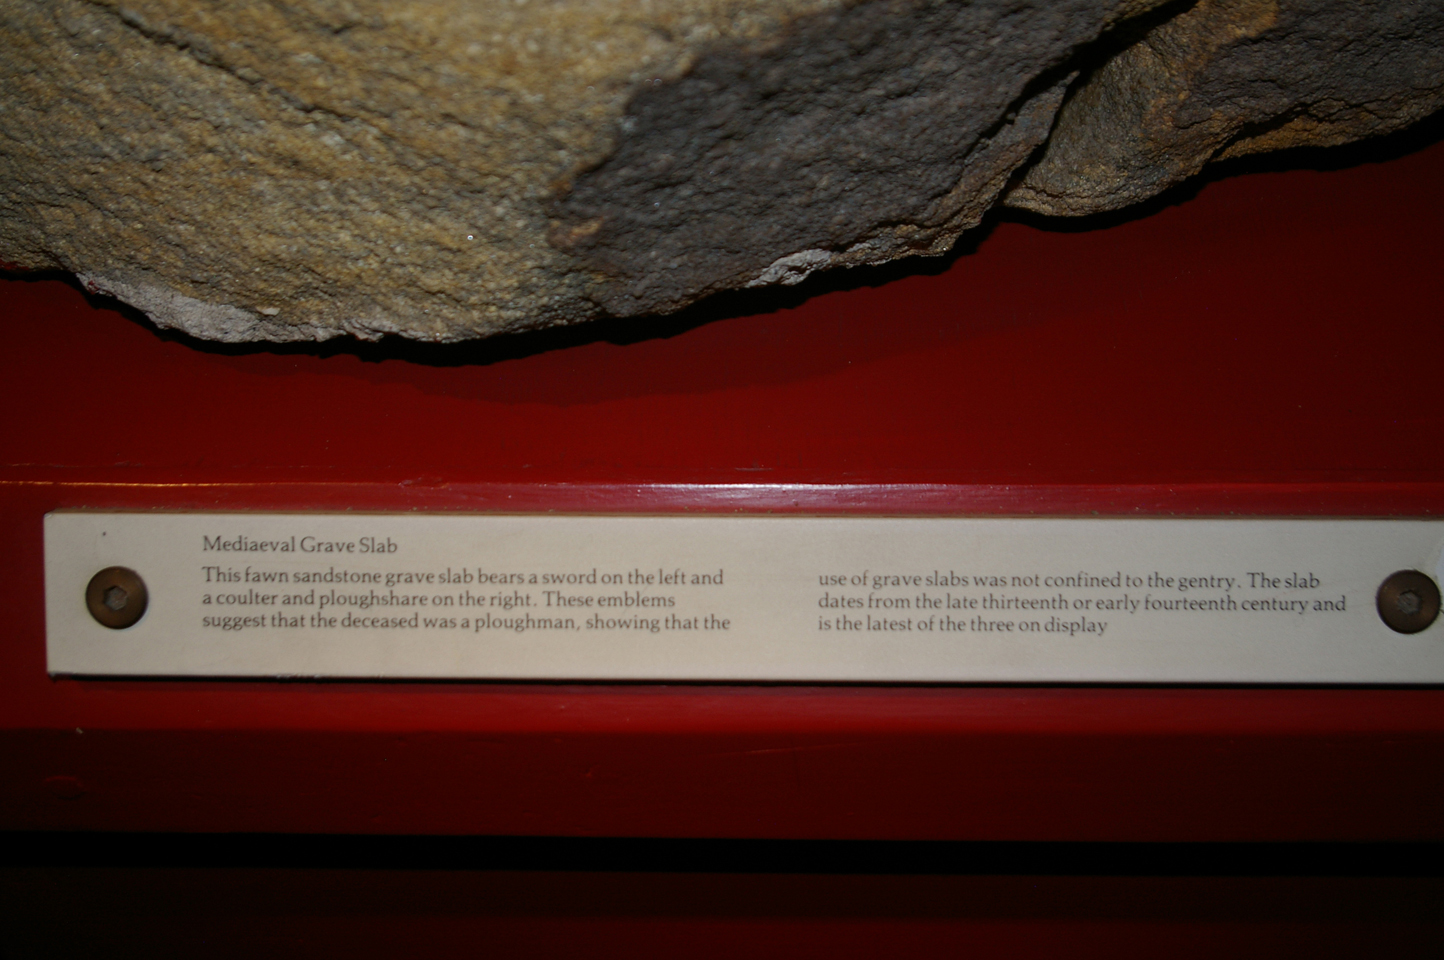 Mediaeval Grave Slab
This fawn sandstone grave slab bears a sword on the left and
a coulter and ploughshare on the right. These emblems
suggest that the deceased was a ploughman, showing that the
use of grave slabs was not confined to the gentry. The slab
dates from the late thirteenth or early fourteenth century and
is the latest of the three on display